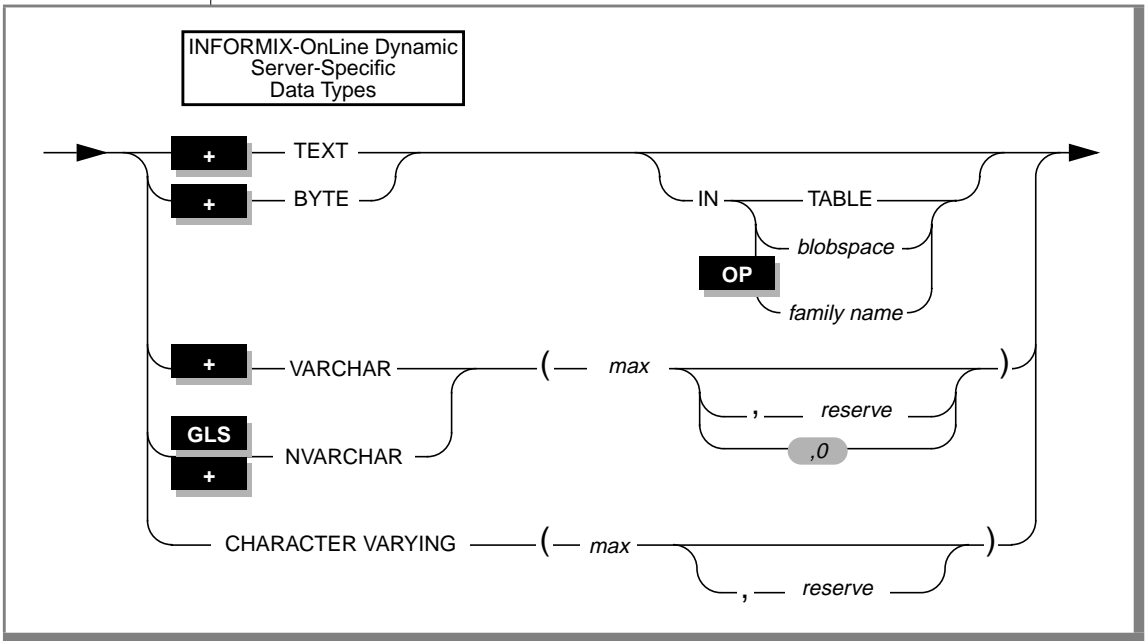 INFORMIX-OnLine Dynamic
Server-Specific
Data Types
+ TEXT
+ BYTE
IN TABLE
blobspace
OP
family name
+ VARCHAR ( max , reserve )
,0
GLS
+ NVARCHAR
CHARACTER VARYING ( max , reserve )